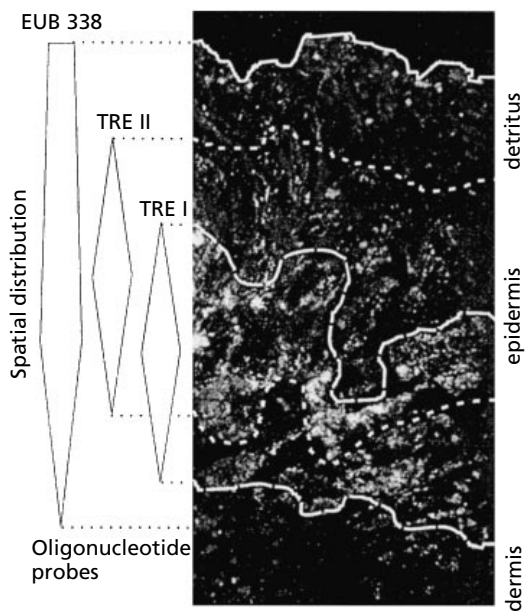 EUB 338
TRE II
TRE I
Spatial distribution
Oligonucleotide
probes
detritus
epidermis
dermis